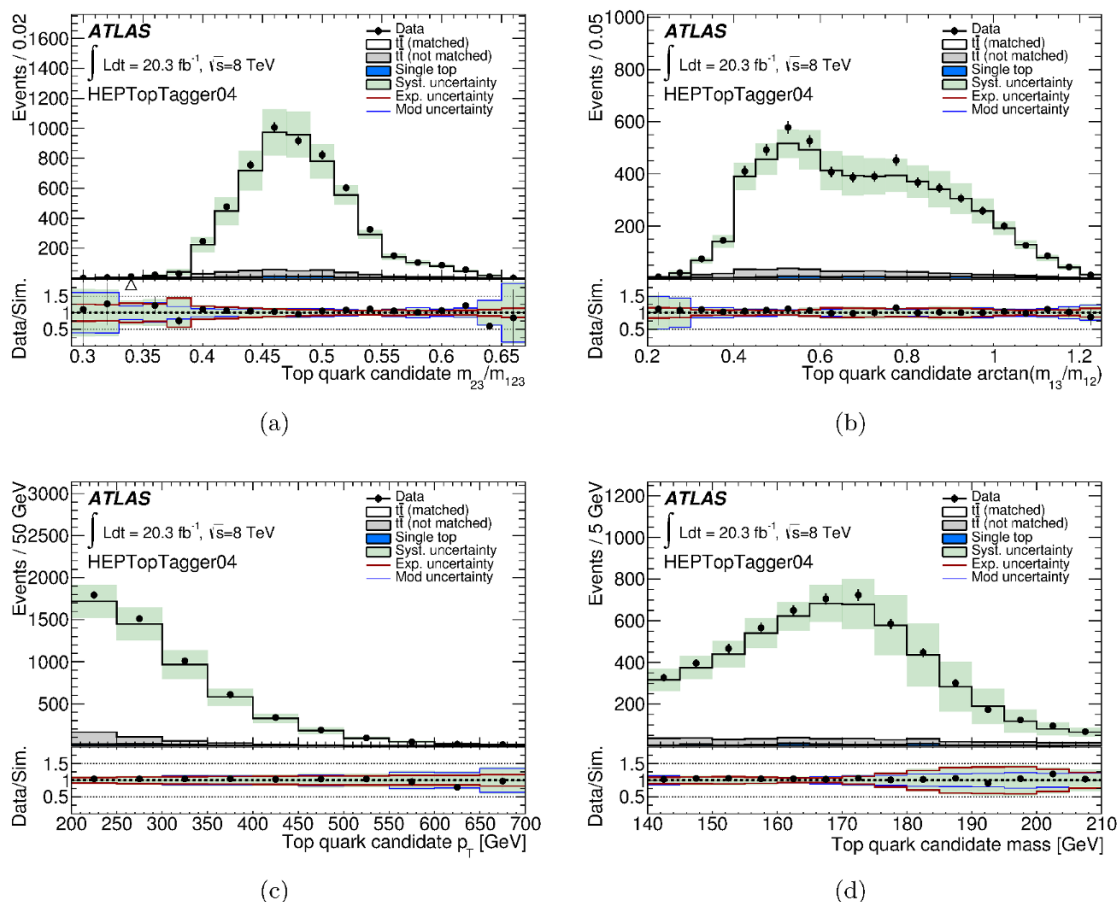 ATLAS
∫ Ldt = 20.3 fb⁻¹, √s=8 TeV
HEPTopTagger04
Data
tt̄ (matched)
tt̄ (not matched)
Single top
Syst. uncertainty
Exp. uncertainty
Mod uncertainty
Events / 0.02
1600
1400
1200
1000
800
600
400
200
Data/Sim.
1.5
1
0.5
0.3 0.35 0.4 0.45 0.5 0.55 0.6 0.65
Top quark candidate m₂₃/m₁₂₃
(a)
ATLAS
∫ Ldt = 20.3 fb⁻¹, √s=8 TeV
HEPTopTagger04
Data
tt̄ (matched)
tt̄ (not matched)
Single top
Syst. uncertainty
Exp. uncertainty
Mod uncertainty
Events / 0.05
1000
800
600
400
200
Data/Sim.
1.5
1
0.5
0.2 0.4 0.6 0.8 1 1.2
Top quark candidate arctan(m₁₃/m₁₂)
(b)
ATLAS
∫ Ldt = 20.3 fb⁻¹, √s=8 TeV
HEPTopTagger04
Data
tt̄ (matched)
tt̄ (not matched)
Single top
Syst. uncertainty
Exp. uncertainty
Mod uncertainty
Events / 50 GeV
3000
2500
2000
1500
1000
500
Data/Sim.
1.5
1
0.5
200 250 300 350 400 450 500 550 600 650 700
Top quark candidate p_T [GeV]
(c)
ATLAS
∫ Ldt = 20.3 fb⁻¹, √s=8 TeV
HEPTopTagger04
Data
tt̄ (matched)
tt̄ (not matched)
Single top
Syst. uncertainty
Exp. uncertainty
Mod uncertainty
Events / 5 GeV
1200
1000
800
600
400
200
Data/Sim.
1.5
1
0.5
140 150 160 170 180 190 200 210
Top quark candidate mass [GeV]
(d)